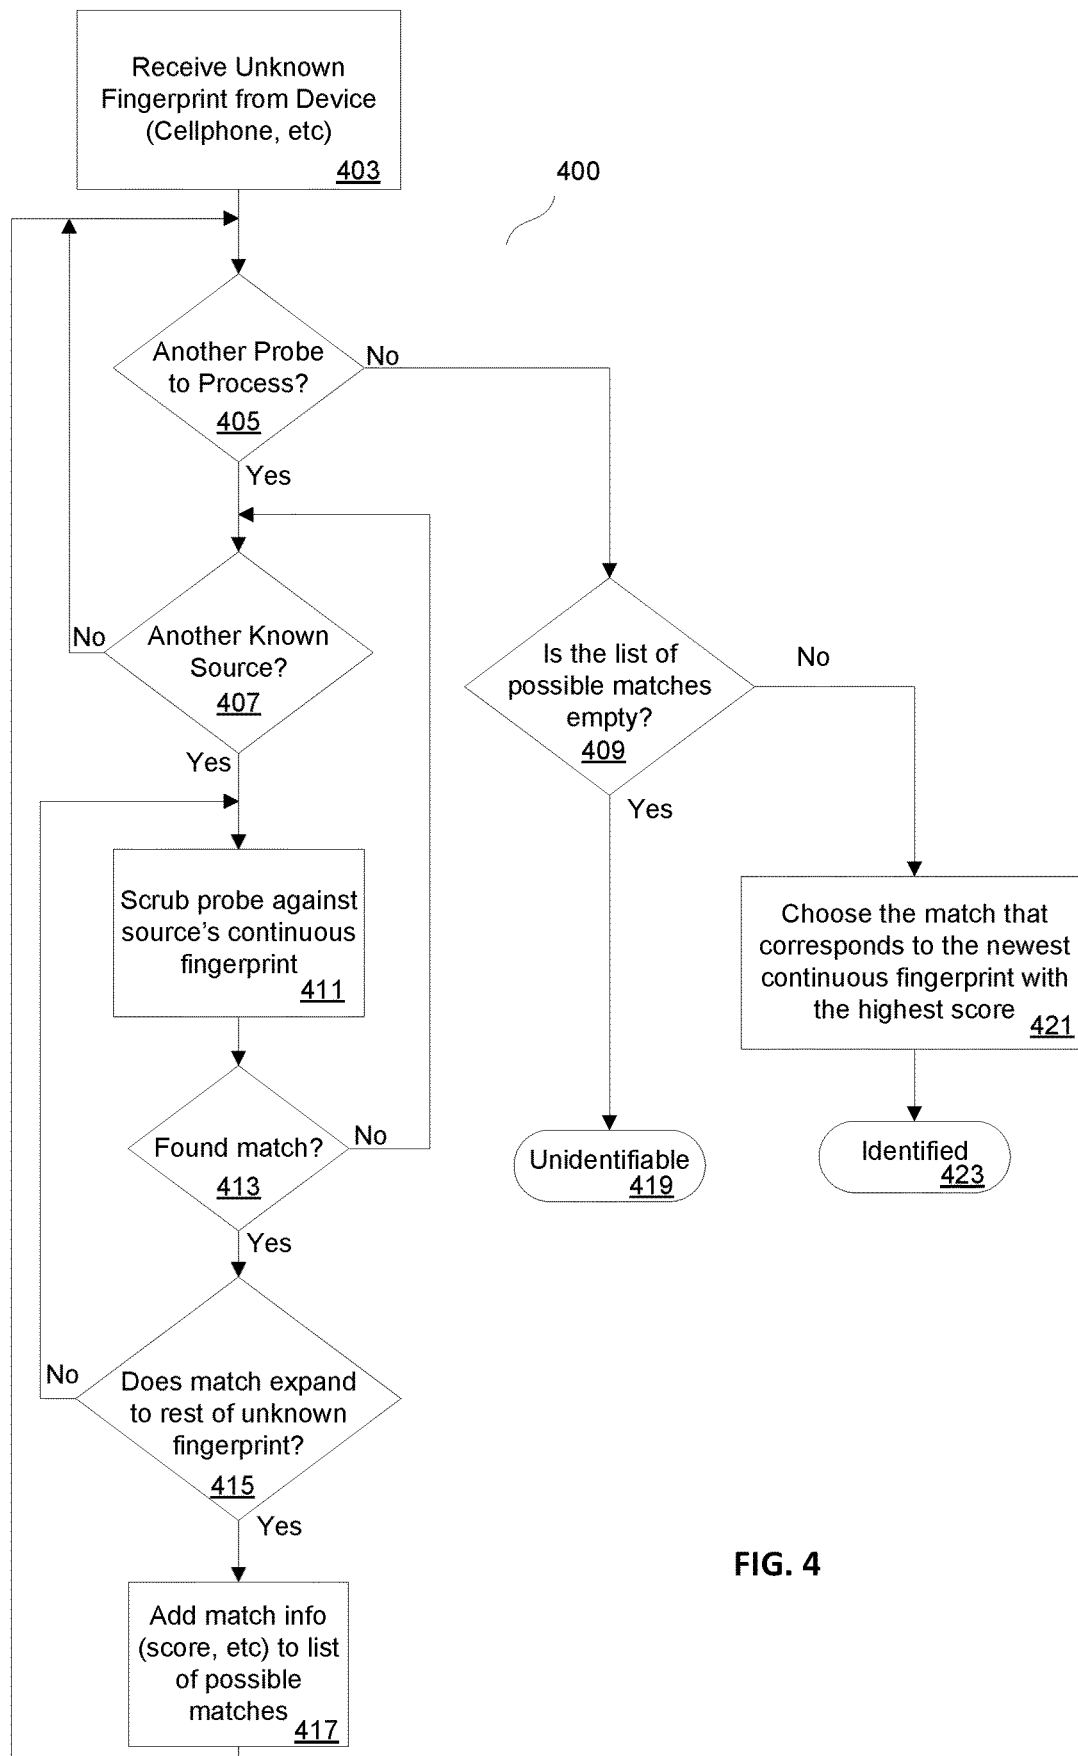 Receive Unknown
Fingerprint from Device
(Cellphone, etc)
403
400
Another Probe
to Process?
405
No
Yes
Another Known
Source?
407
No
Yes
Is the list of
possible matches
empty?
409
No
Yes
Scrub probe against
source's continuous
fingerprint
411
Choose the match that
corresponds to the newest
continuous fingerprint with
the highest score
421
Found match?
413
No
Yes
Unidentifiable
419
Identified
423
Does match expand
to rest of unknown
fingerprint?
415
No
Yes
Add match info
(score, etc) to list
of possible
matches
417
FIG. 4